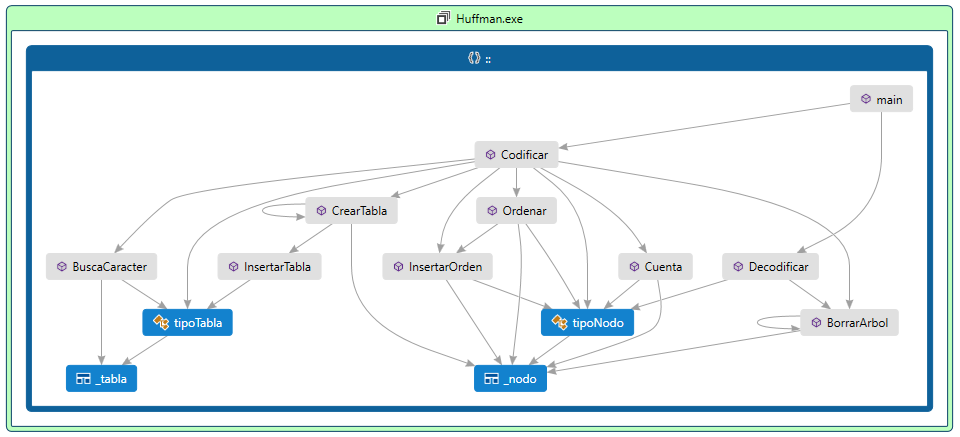 Huffman.exe
::
main
Codificar
CrearTabla
Ordenar
BuscaCaracter
InsertarTabla
InsertarOrden
Cuenta
Decodificar
tipoTabla
tipoNodo
BorrarArbol
_tabla
_nodo